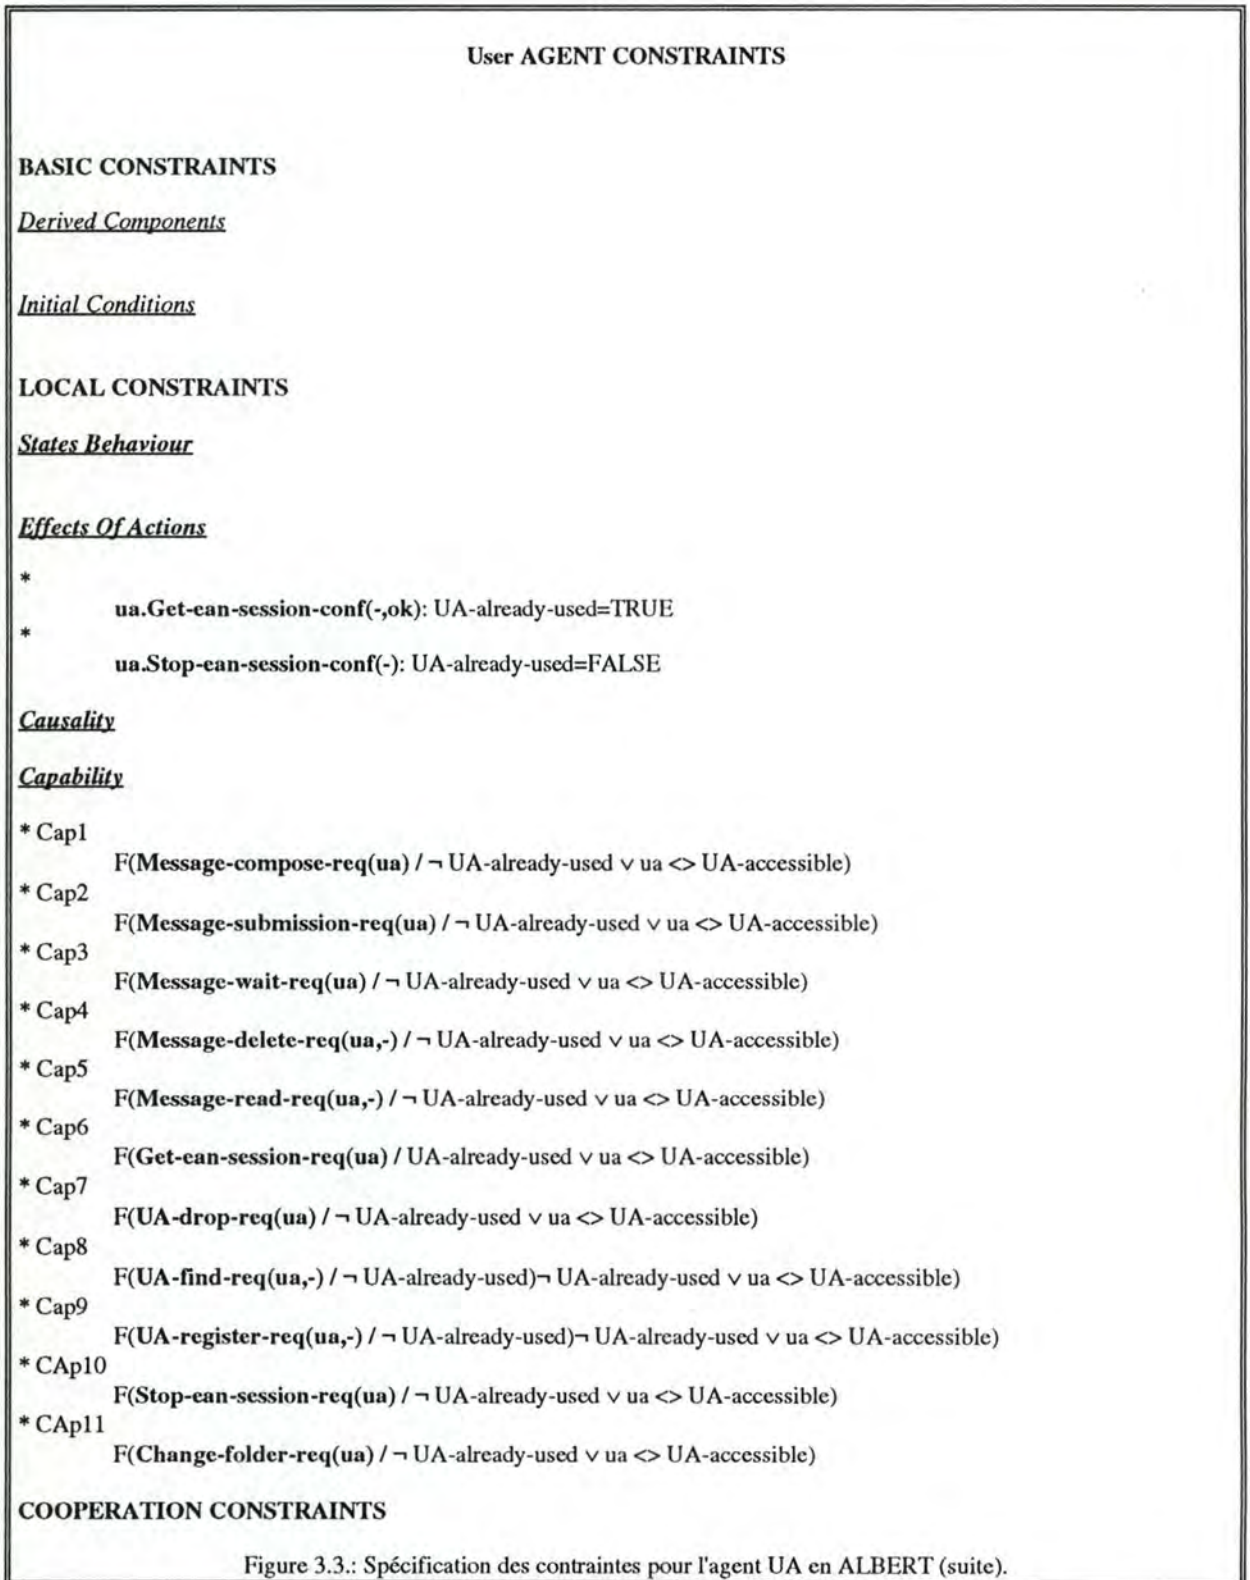 User AGENT CONSTRAINTS
BASIC CONSTRAINTS
Derived Components
Initial Conditions
LOCAL CONSTRAINTS
States Behaviour
Effects Of Actions
*
ua.Get-ean-session-conf(-,ok): UA-already-used=TRUE
*
ua.Stop-ean-session-conf(-): UA-already-used=FALSE
Causality
Capability
* Cap1
F(Message-compose-req(ua) / ¬ UA-already-used ∨ ua <> UA-accessible)
* Cap2
F(Message-submission-req(ua) / ¬ UA-already-used ∨ ua <> UA-accessible)
* Cap3
F(Message-wait-req(ua) / ¬ UA-already-used ∨ ua <> UA-accessible)
* Cap4
F(Message-delete-req(ua,-) / ¬ UA-already-used ∨ ua <> UA-accessible)
* Cap5
F(Message-read-req(ua,-) / ¬ UA-already-used ∨ ua <> UA-accessible)
* Cap6
F(Get-ean-session-req(ua) / UA-already-used ∨ ua <> UA-accessible)
* Cap7
F(UA-drop-req(ua) / ¬ UA-already-used ∨ ua <> UA-accessible)
* Cap8
F(UA-find-req(ua,-) / ¬ UA-already-used)¬ UA-already-used ∨ ua <> UA-accessible)
* Cap9
F(UA-register-req(ua,-) / ¬ UA-already-used)¬ UA-already-used ∨ ua <> UA-accessible)
* CAp10
F(Stop-ean-session-req(ua) / ¬ UA-already-used ∨ ua <> UA-accessible)
* CAp11
F(Change-folder-req(ua) / ¬ UA-already-used ∨ ua <> UA-accessible)
COOPERATION CONSTRAINTS
Figure 3.3.: Spécification des contraintes pour l'agent UA en ALBERT (suite).